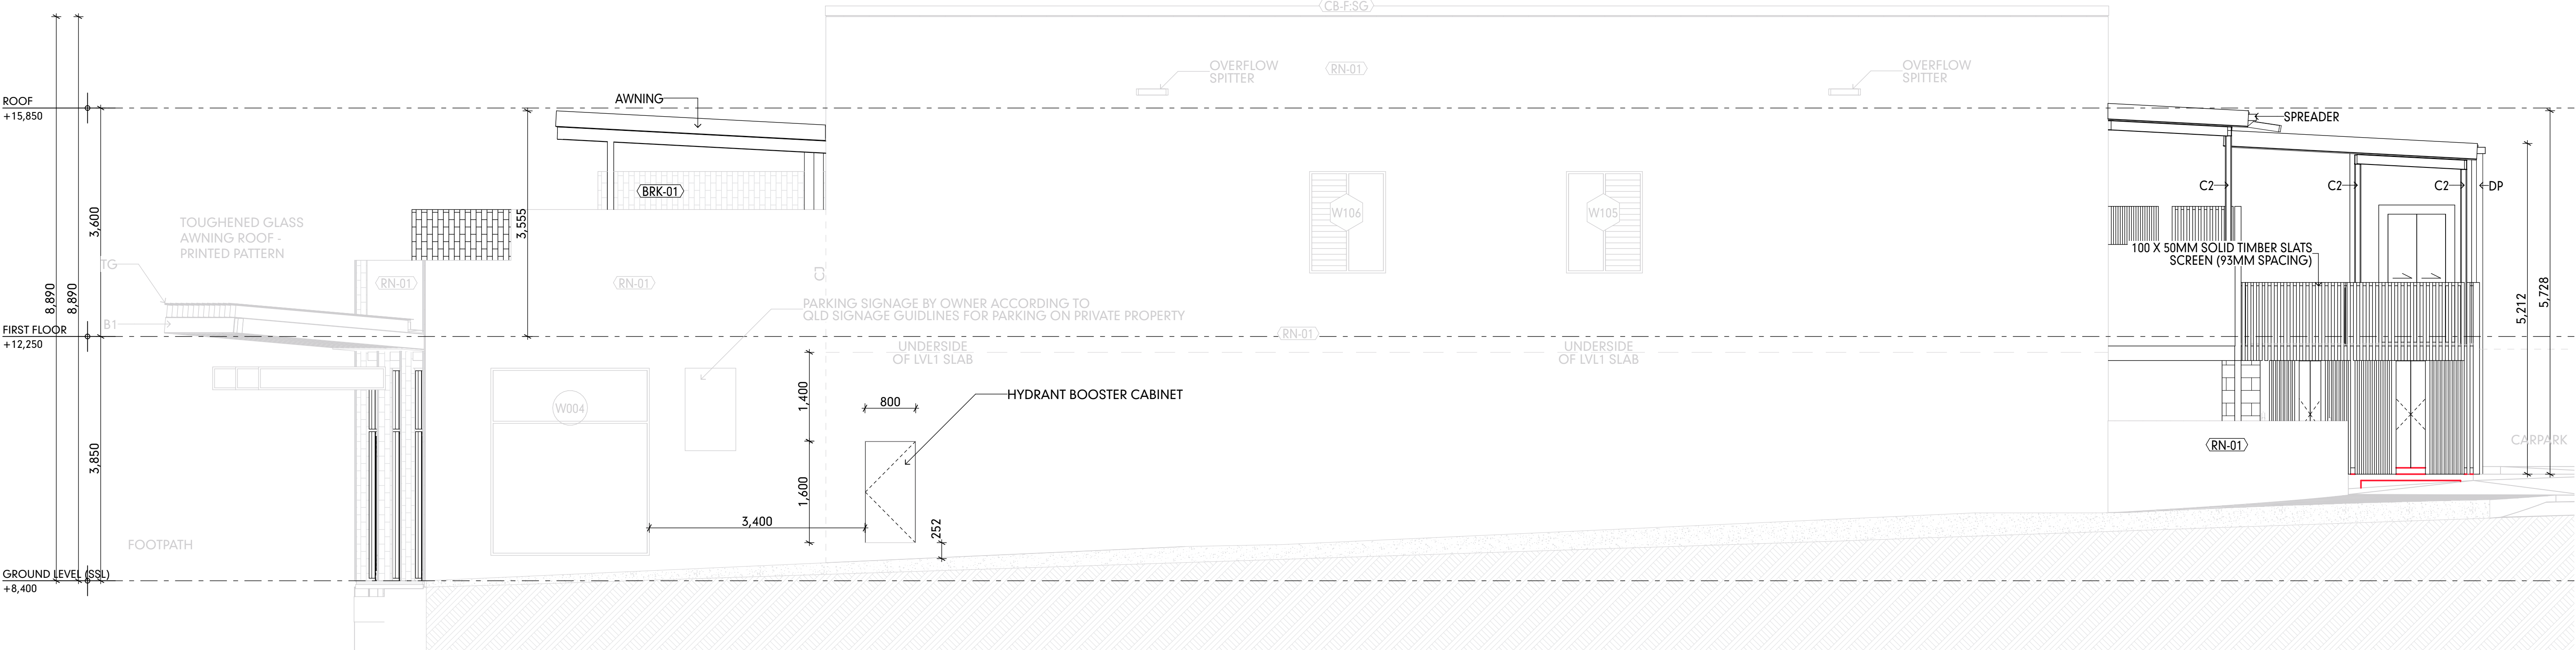 CB-F:SG
OVERFLOW
SPITTER
RN-01
OVERFLOW
SPITTER
ROOF
+15,850
AWNING
SPREADER
BRK-01
C2
C2
C2
DP
W106
W105
3,600
3,555
TOUGHENED GLASS
AWNING ROOF -
PRINTED PATTERN
100 X 50MM SOLID TIMBER SLATS
SCREEN (93MM SPACING)
TG
RN-01
RN-01
8,890
8,890
5,212
5,728
PARKING SIGNAGE BY OWNER ACCORDING TO
QLD SIGNAGE GUIDLINES FOR PARKING ON PRIVATE PROPERTY
B1
FIRST FLOOR
+12,250
RN-01
UNDERSIDE
OF LVL1 SLAB
UNDERSIDE
OF LVL1 SLAB
1,400
800
HYDRANT BOOSTER CABINET
W004
3,850
CARPARK
RN-01
1,600
3,400
252
FOOTPATH
GROUND LEVEL (SSL)
+8,400